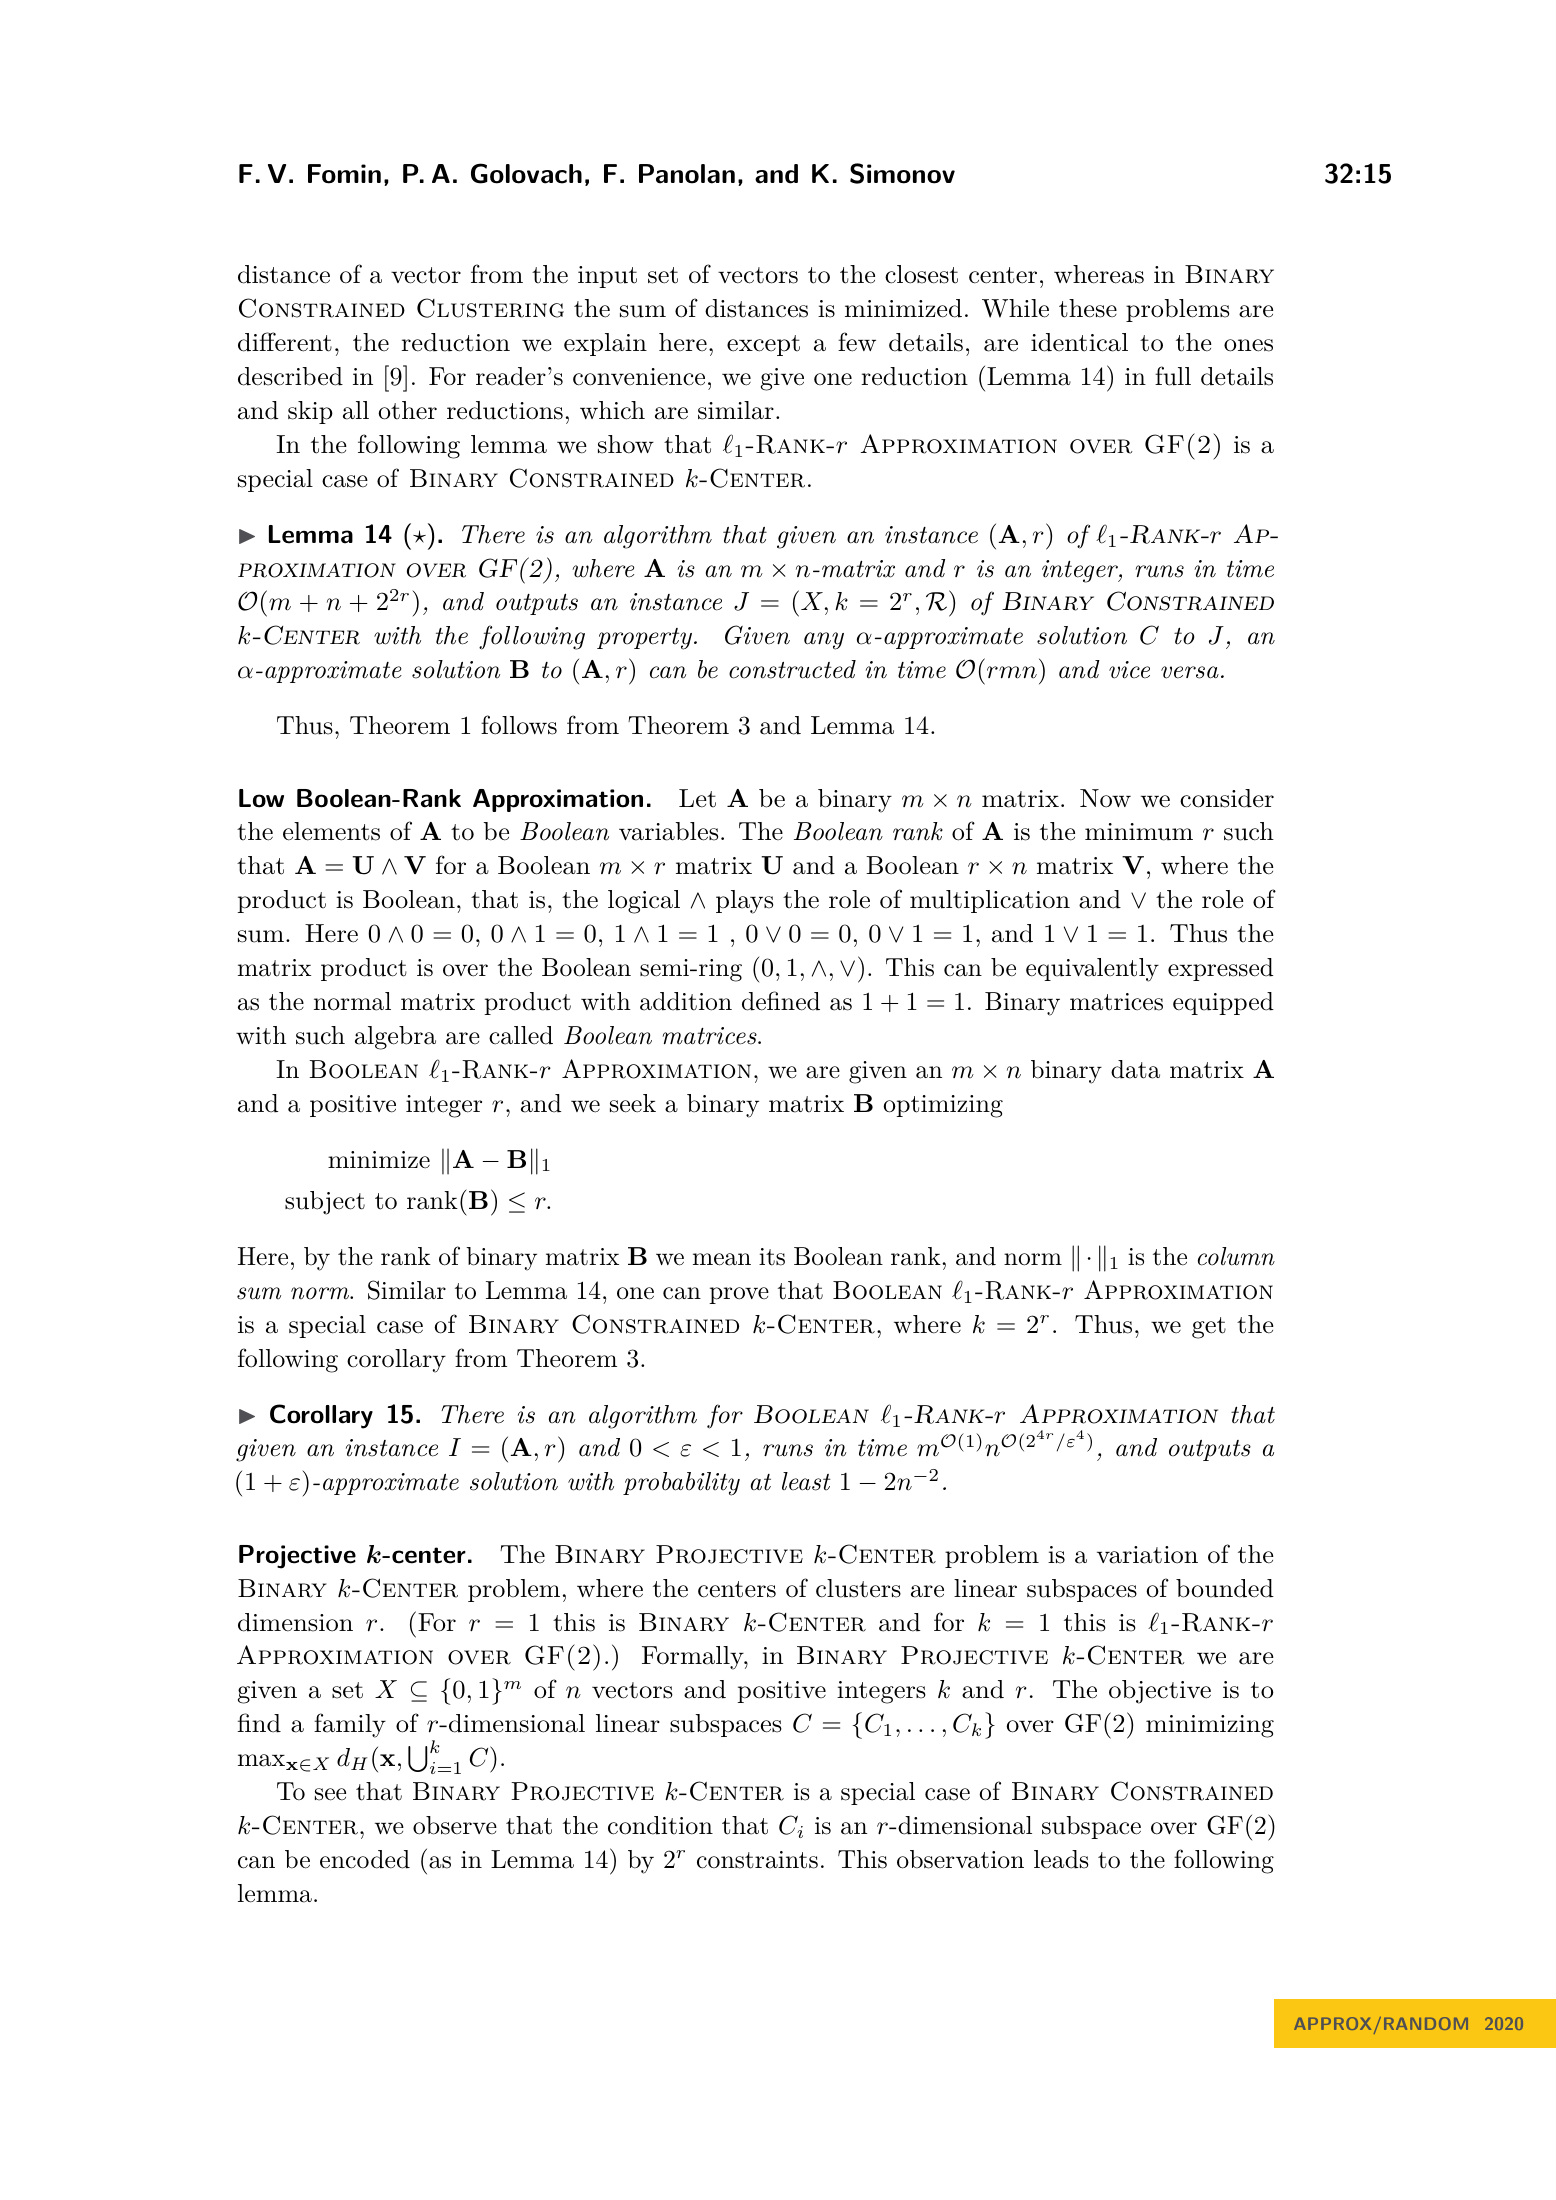 F. V. Fomin, P. A. Golovach, F. Panolan, and K. Simonov 32:15
distance of a vector from the input set of vectors to the closest center, whereas in BINARY
CONSTRAINED CLUSTERING the sum of distances is minimized. While these problems are
different, the reduction we explain here, except a few details, are identical to the ones
described in [9]. For reader's convenience, we give one reduction (Lemma 14) in full details
and skip all other reductions, which are similar.
In the following lemma we show that ℓ₁-RANK-r APPROXIMATION OVER GF(2) is a
special case of BINARY CONSTRAINED k-CENTER.
▶ Lemma 14 (⋆). There is an algorithm that given an instance (A, r) of ℓ₁-RANK-r AP-
PROXIMATION OVER GF(2), where A is an m × n-matrix and r is an integer, runs in time
𝒪(m + n + 2^{2r}), and outputs an instance J = (X, k = 2^r, ℛ) of BINARY CONSTRAINED
k-CENTER with the following property. Given any α-approximate solution C to J, an
α-approximate solution B to (A, r) can be constructed in time 𝒪(rmn) and vice versa.
Thus, Theorem 1 follows from Theorem 3 and Lemma 14.
Low Boolean-Rank Approximation. Let A be a binary m × n matrix. Now we consider
the elements of A to be Boolean variables. The Boolean rank of A is the minimum r such
that A = U ∧ V for a Boolean m × r matrix U and a Boolean r × n matrix V, where the
product is Boolean, that is, the logical ∧ plays the role of multiplication and ∨ the role of
sum. Here 0 ∧ 0 = 0, 0 ∧ 1 = 0, 1 ∧ 1 = 1 , 0 ∨ 0 = 0, 0 ∨ 1 = 1, and 1 ∨ 1 = 1. Thus the
matrix product is over the Boolean semi-ring (0, 1, ∧, ∨). This can be equivalently expressed
as the normal matrix product with addition defined as 1 + 1 = 1. Binary matrices equipped
with such algebra are called Boolean matrices.
In BOOLEAN ℓ₁-RANK-r APPROXIMATION, we are given an m × n binary data matrix A
and a positive integer r, and we seek a binary matrix B optimizing
minimize ‖A − B‖₁
subject to rank(B) ≤ r.
Here, by the rank of binary matrix B we mean its Boolean rank, and norm ‖·‖₁ is the column
sum norm. Similar to Lemma 14, one can prove that BOOLEAN ℓ₁-RANK-r APPROXIMATION
is a special case of BINARY CONSTRAINED k-CENTER, where k = 2^r. Thus, we get the
following corollary from Theorem 3.
▶ Corollary 15. There is an algorithm for BOOLEAN ℓ₁-RANK-r APPROXIMATION that
given an instance I = (A, r) and 0 < ε < 1, runs in time m^{𝒪(1)}n^{𝒪(2^{4r}/ε^4)}, and outputs a
(1 + ε)-approximate solution with probability at least 1 − 2n^{−2}.
Projective k-center. The BINARY PROJECTIVE k-CENTER problem is a variation of the
BINARY k-CENTER problem, where the centers of clusters are linear subspaces of bounded
dimension r. (For r = 1 this is BINARY k-CENTER and for k = 1 this is ℓ₁-RANK-r
APPROXIMATION OVER GF(2).) Formally, in BINARY PROJECTIVE k-CENTER we are
given a set X ⊆ {0, 1}^m of n vectors and positive integers k and r. The objective is to
find a family of r-dimensional linear subspaces C = {C₁, . . . , C_k} over GF(2) minimizing
max_{x∈X} d_H(x, ⋃_{i=1}^k C).
To see that BINARY PROJECTIVE k-CENTER is a special case of BINARY CONSTRAINED
k-CENTER, we observe that the condition that C_i is an r-dimensional subspace over GF(2)
can be encoded (as in Lemma 14) by 2^r constraints. This observation leads to the following
lemma.
APPROX/RANDOM 2020